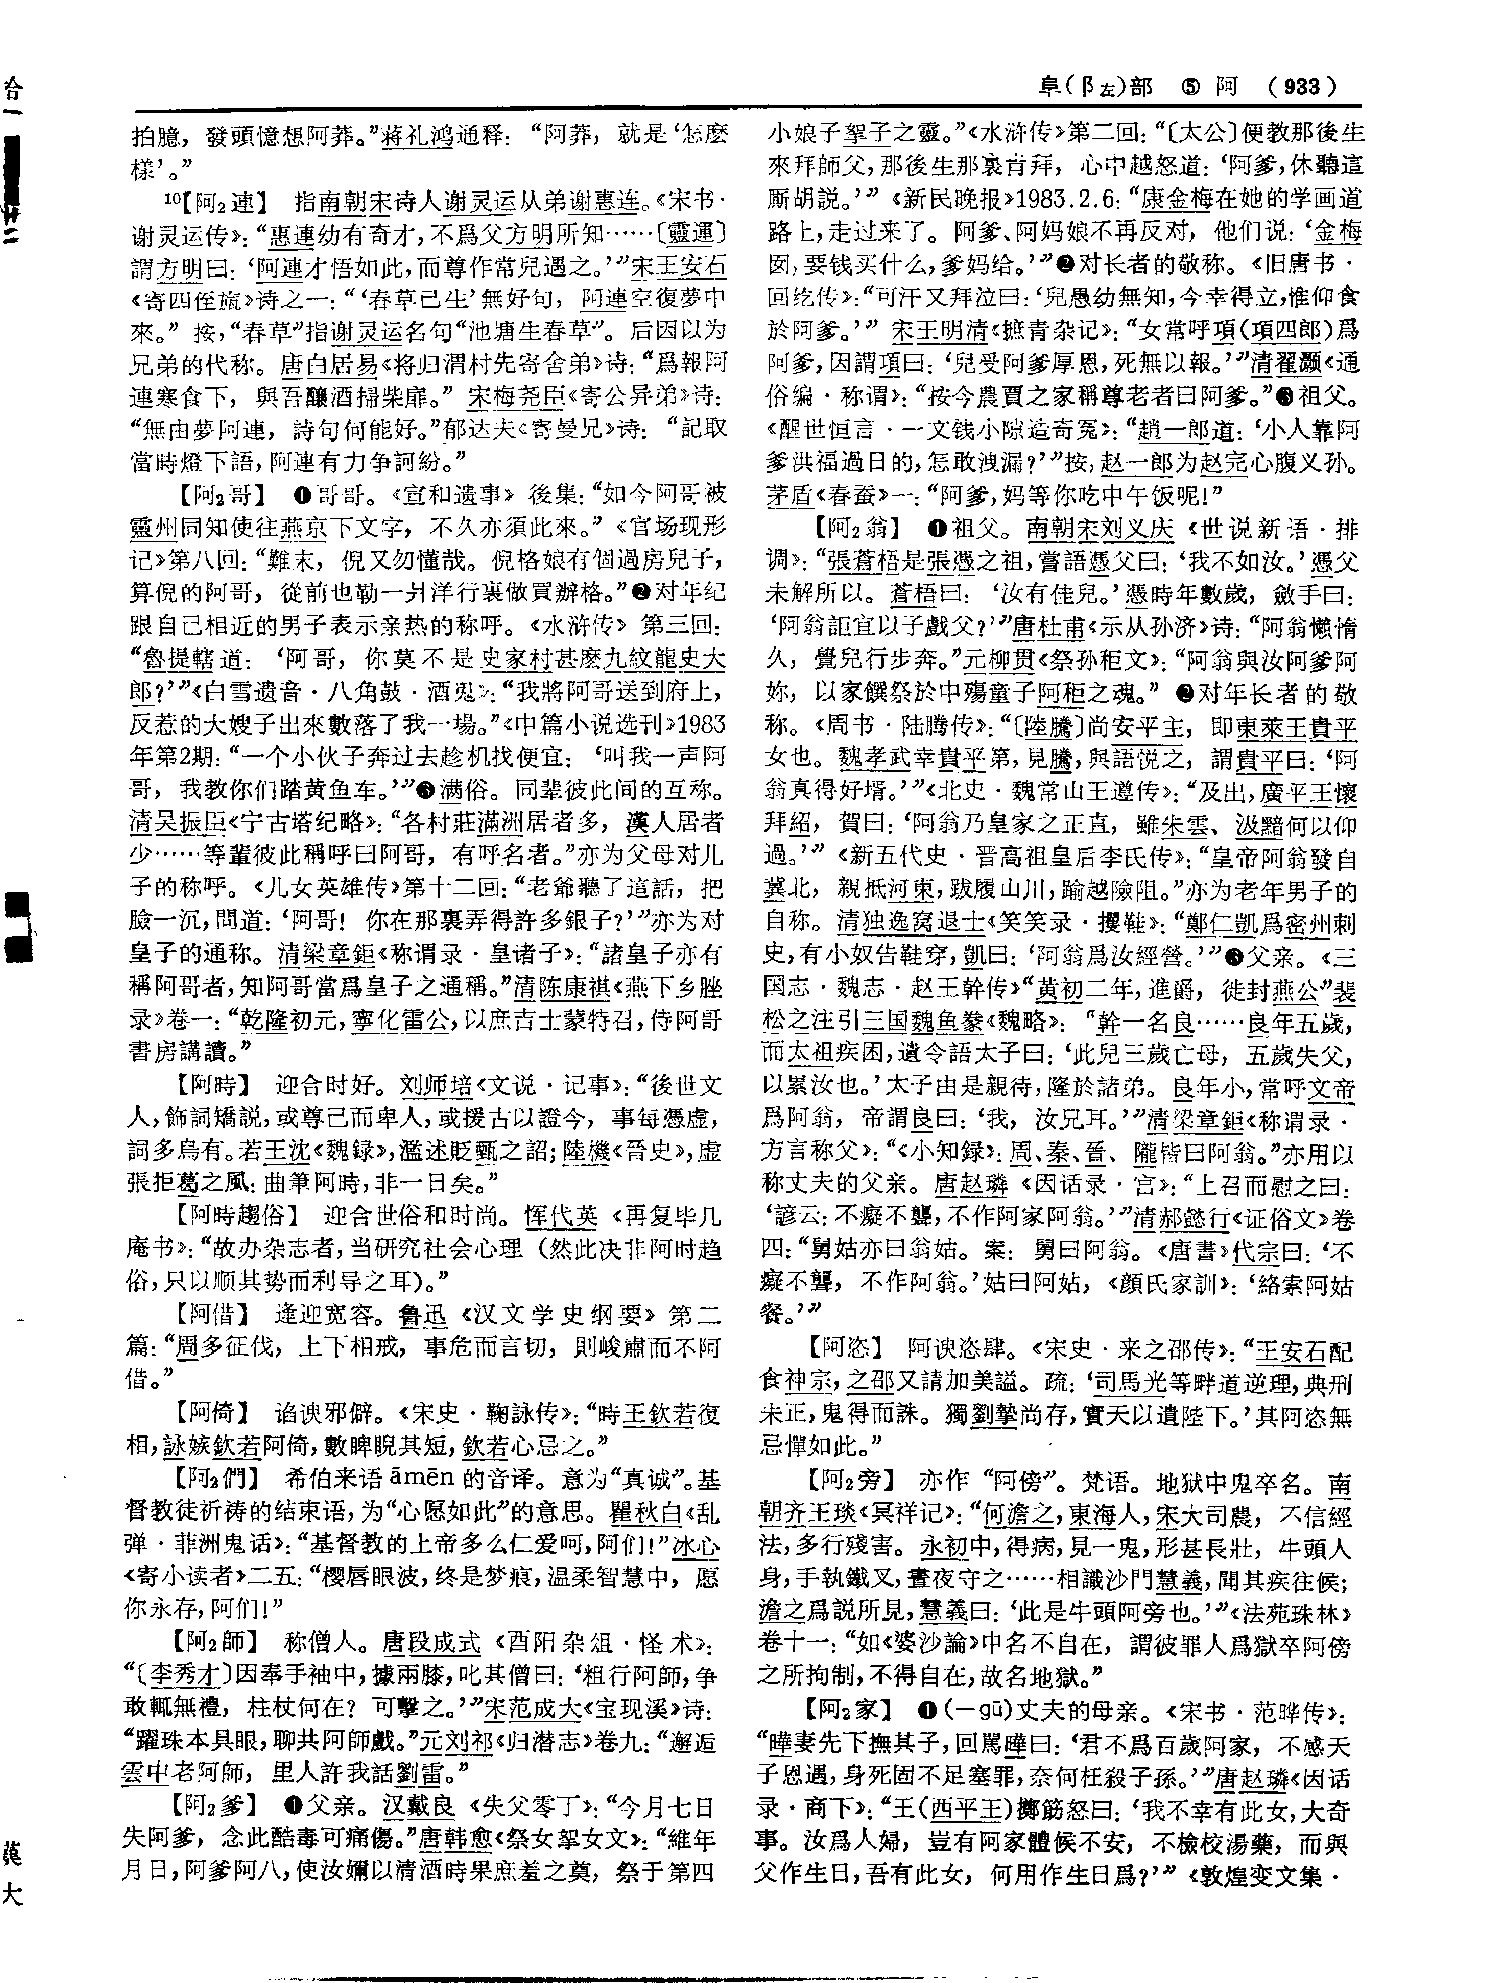 阜(阝左)部 ⑤ 阿 (933)
拍臆，發頭憶想阿莽。”蒋礼鸿通释：“阿莽，就是‘怎麽
樣’。”
10【阿2連】 指南朝宋诗人谢灵运从弟谢惠连。《宋书·
谢灵运传》：“惠連幼有奇才，不爲父方明所知……〔靈運〕
謂方明曰：‘阿連才悟如此，而尊作常兒遇之。’”宋王安石
《寄四侄旊》诗之一：“‘春草已生’無好句，阿連空復夢中
來。”按，“春草”指谢灵运名句“池塘生春草”。后因以为
兄弟的代称。唐白居易《将归渭村先寄舍弟》诗：“爲報阿
連寒食下，與吾釀酒掃柴扉。”宋梅尧臣《寄公异弟》诗：
“無由夢阿連，詩句何能好。”郁达夫《寄曼兄》诗：“記取
當時燈下語，阿連有力争訶紛。”
【阿2哥】 ❶哥哥。《宣和遗事》後集：“如今阿哥被
靈州同知使往燕京下文字，不久亦須此來。”《官场现形
记》第八回：“難末，倪又勿懂哉。倪格娘有個過房兒子，
算倪的阿哥，從前也勒一爿洋行裏做買辦格。”❷对年纪
跟自己相近的男子表示亲热的称呼。《水浒传》第三回：
“魯提轄道：‘阿哥，你莫不是史家村甚麽九紋龍史大
郎？’”《白雪遗音·八角鼓·酒鬼》：“我將阿哥送到府上，
反惹的大嫂子出來數落了我一場。”《中篇小说选刊》1983
年第2期：“一个小伙子奔过去趁机找便宜：‘叫我一声阿
哥，我教你们踏黄鱼车。’”❸满俗。同辈彼此间的互称。
清吴振臣《宁古塔纪略》：“各村莊滿洲居者多，漢人居者
少……等輩彼此稱呼曰阿哥，有呼名者。”亦为父母对儿
子的称呼。《儿女英雄传》第十二回：“老爺聽了這話，把
臉一沉，問道：‘阿哥！你在那裏弄得許多銀子？’”亦为对
皇子的通称。清梁章鉅《称谓录·皇诸子》：“諸皇子亦有
稱阿哥者，知阿哥當爲皇子之通稱。”清陈康祺《燕下乡脞
录》卷一：“乾隆初元，寧化雷公，以庶吉士蒙特召，侍阿哥
書房講讀。”
【阿時】 迎合时好。刘师培《文说·记事》：“後世文
人，飾詞矯説，或尊己而卑人，或援古以證今，事每憑虚，
詞多烏有。若王沈《魏録》，濫述貶甄之詔；陸機《晋史》，虚
張拒葛之風：曲筆阿時，非一日矣。”
【阿時趨俗】 迎合世俗和时尚。恽代英《再复毕几
庵书》：“故办杂志者，当研究社会心理（然此决非阿时趋
俗，只以顺其势而利导之耳）。”
【阿借】 逢迎宽容。鲁迅《汉文学史纲要》第二
篇：“周多征伐，上下相戒，事危而言切，則峻肅而不阿
借。”
【阿倚】 谄谀邪僻。《宋史·鞠詠传》：“時王欽若復
相，詠嫉欽若阿倚，數睥睨其短，欽若心忌之。”
【阿2們】 希伯来语āmēn的音译。意为“真诚”。基
督教徒祈祷的结束语，为“心愿如此”的意思。瞿秋白《乱
弹·菲洲鬼话》：“基督教的上帝多么仁爱呵，阿们！”冰心
《寄小读者》二五：“樱唇眼波，终是梦痕，温柔智慧中，愿
你永存，阿们！”
【阿2師】 称僧人。唐段成式《酉阳杂俎·怪术》：
“〔李秀才〕因奉手袖中，據兩膝，叱其僧曰：‘粗行阿師，争
敢輒無禮，柱杖何在？可擊之。’”宋范成大《宝现溪》诗：
“躍珠本具眼，聊共阿師戲。”元刘祁《归潜志》卷九：“邂逅
雲中老阿師，里人許我話劉雷。”
【阿2爹】 ❶父亲。汉戴良《失父零丁》：“今月七日
失阿爹，念此酷毒可痛傷。”唐韩愈《祭女挐女文》：“維年
月日，阿爹阿八，使汝嬭以清酒時果庶羞之奠，祭于第四
小娘子挐子之靈。”《水浒传》第二回：“〔太公〕便教那後生
來拜師父，那後生那裏肯拜，心中越怒道：‘阿爹，休聽這
厮胡説。’”《新民晚报》1983.2.6：“康金梅在她的学画道
路上，走过来了。阿爹、阿妈娘不再反对，他们说：‘金梅
囡，要钱买什么，爹妈给。’”❷对长者的敬称。《旧唐书·
回纥传》：“可汗又拜泣曰：‘兒愚幼無知，今幸得立，惟仰食
於阿爹。’”宋王明清《摭青杂记》：“女常呼項（項四郎）爲
阿爹，因謂項曰：‘兒受阿爹厚恩，死無以報。’”清翟灏《通
俗编·称谓》：“按今農賈之家稱尊老者曰阿爹。”❸祖父。
《醒世恒言·一文钱小隙造奇冤》：“趙一郎道：‘小人靠阿
爹洪福過日的，怎敢洩漏？’”按，赵一郎为赵完心腹义孙。
茅盾《春蚕》一：“阿爹，妈等你吃中午饭呢！”
【阿2翁】 ❶祖父。南朝宋刘义庆《世说新语·排
调》：“張蒼梧是張憑之祖，嘗語憑父曰：‘我不如汝。’憑父
未解所以。蒼梧曰：‘汝有佳兒。’憑時年數歲，斂手曰：
‘阿翁詎宜以子戲父？’”唐杜甫《示从孙济》诗：“阿翁懶惰
久，覺兒行步奔。”元柳贯《祭孙秬文》：“阿翁與汝阿爹阿
妳，以家饌祭於中殤童子阿秬之魂。”❷对年长者的敬
称。《周书·陆腾传》：“〔陸騰〕尚安平主，即東萊王貴平
女也。魏孝武幸貴平第，見騰，與語悦之，謂貴平曰：‘阿
翁真得好壻。’”《北史·魏常山王遵传》：“及出，廣平王懷
拜紹，賀曰：‘阿翁乃皇家之正直，雖朱雲、汲黯何以仰
過。’”《新五代史·晋高祖皇后李氏传》：“皇帝阿翁發自
冀北，親抵河東，跋履山川，踰越險阻。”亦为老年男子的
自称。清独逸窝退士《笑笑录·攫鞋》：“鄭仁凱爲密州刺
史，有小奴告鞋穿，凱曰：‘阿翁爲汝經營。’”❸父亲。《三
国志·魏志·赵王幹传》“黄初二年，進爵，徙封燕公”裴
松之注引三国魏鱼豢《魏略》：“幹一名良……良年五歲，
而太祖疾困，遺令語太子曰：‘此兒三歲亡母，五歲失父，
以累汝也。’太子由是親待，隆於諸弟。良年小，常呼文帝
爲阿翁，帝謂良曰：‘我，汝兄耳。’”清梁章鉅《称谓录·
方言称父》：“《小知録》：周、秦、晉、隴皆曰阿翁。”亦用以
称丈夫的父亲。唐赵璘《因话录·宫》：“上召而慰之曰：
‘諺云：不癡不聾，不作阿家阿翁。’”清郝懿行《证俗文》卷
四：“舅姑亦曰翁姑。案：舅曰阿翁。《唐書》代宗曰：‘不
癡不聾，不作阿翁。’姑曰阿姑，《顔氏家訓》：‘絡索阿姑
餐。’”
【阿恣】 阿谀恣肆。《宋史·来之邵传》：“王安石配
食神宗，之邵又請加美謚。疏：‘司馬光等畔道逆理，典刑
未正，鬼得而誅。獨劉摯尚存，實天以遺陛下。’其阿恣無
忌憚如此。”
【阿2旁】 亦作“阿傍”。梵语。地狱中鬼卒名。南
朝齐王琰《冥祥记》：“何澹之，東海人，宋大司農，不信經
法，多行殘害。永初中，得病，見一鬼，形甚長壯，牛頭人
身，手執鐵叉，晝夜守之……相識沙門慧義，聞其疾往候；
澹之爲説所見，慧義曰：‘此是牛頭阿旁也。’”《法苑珠林》
卷十一：“如《婆沙論》中名不自在，謂彼罪人爲獄卒阿傍
之所拘制，不得自在，故名地獄。”
【阿2家】 ❶(—gū)丈夫的母亲。《宋书·范晔传》：
“曄妻先下撫其子，回駡曄曰：‘君不爲百歲阿家，不感天
子恩遇，身死固不足塞罪，奈何枉殺子孫。’”唐赵璘《因话
录·商下》：“王（西平王）擲筯怒曰：‘我不幸有此女，大奇
事。汝爲人婦，豈有阿家體候不安，不檢校湯藥，而與
父作生日，吾有此女，何用作生日爲？’”《敦煌变文集·